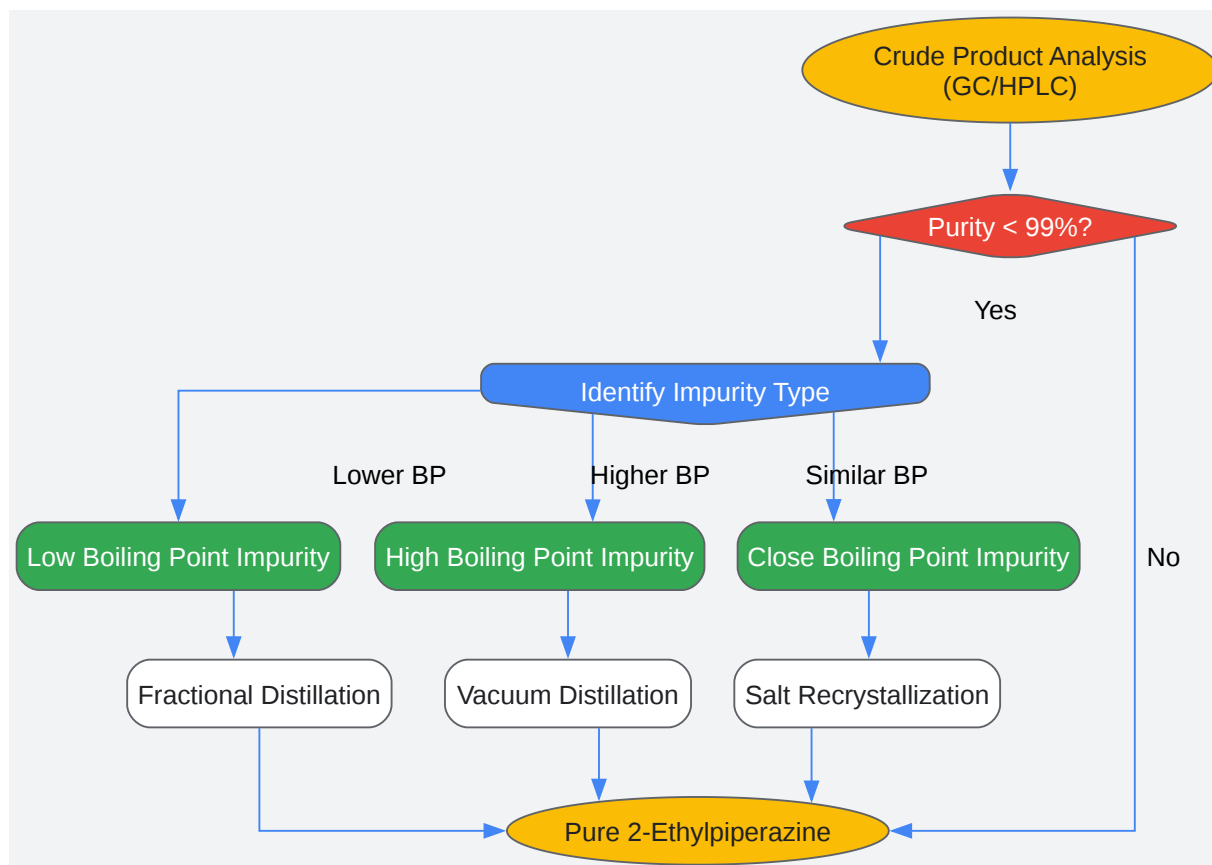 Crude Product Analysis
(GC/HPLC)
Purity < 99%?
Yes
Identify Impurity Type
Lower BP
Higher BP
Similar BP
Low Boiling Point Impurity
High Boiling Point Impurity
Close Boiling Point Impurity
No
Fractional Distillation
Vacuum Distillation
Salt Recrystallization
Pure 2-Ethylpiperazine